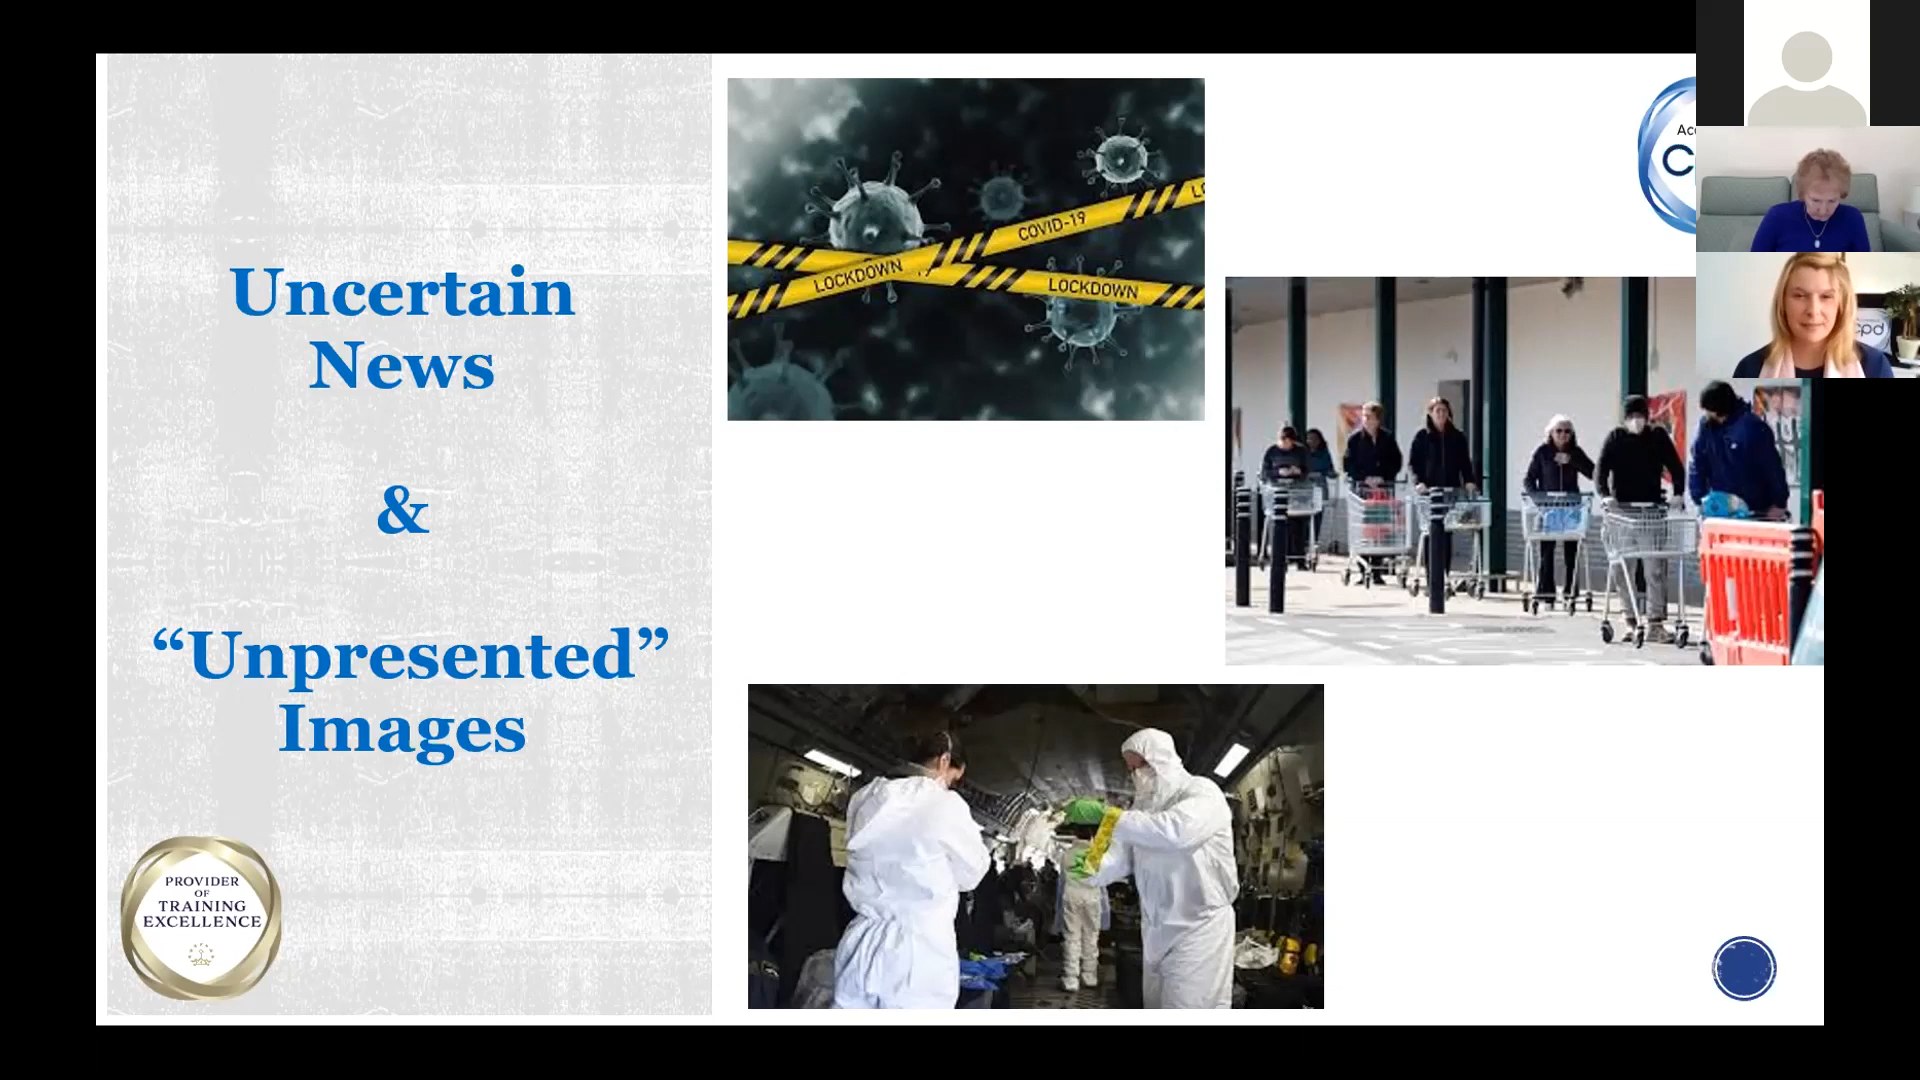 Uncertain
News
&
“Unpresented”
Images
PROVIDER
OF
TRAINING
EXCELLENCE
COVID-19
LOCKDOWN
LOCKDOWN
cpd